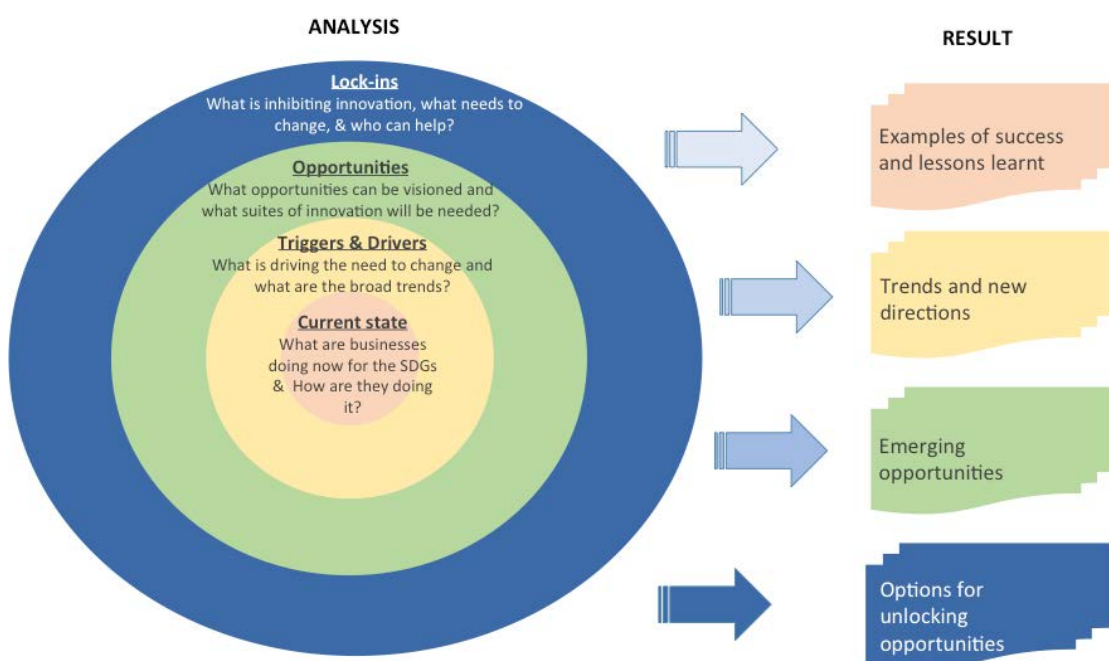 ANALYSIS
Lock-ins
What is inhibiting innovation, what needs to
change, & who can help?
Opportunities
What opportunities can be visioned and
what suites of innovation will be needed?
Triggers & Drivers
What is driving the need to change and
what are the broad trends?
Current state
What are businesses
doing now for the SDGs
& How are they doing
it?
RESULT
Examples of success
and lessons learnt
Trends and new
directions
Emerging
opportunities
Options for
unlocking
opportunities